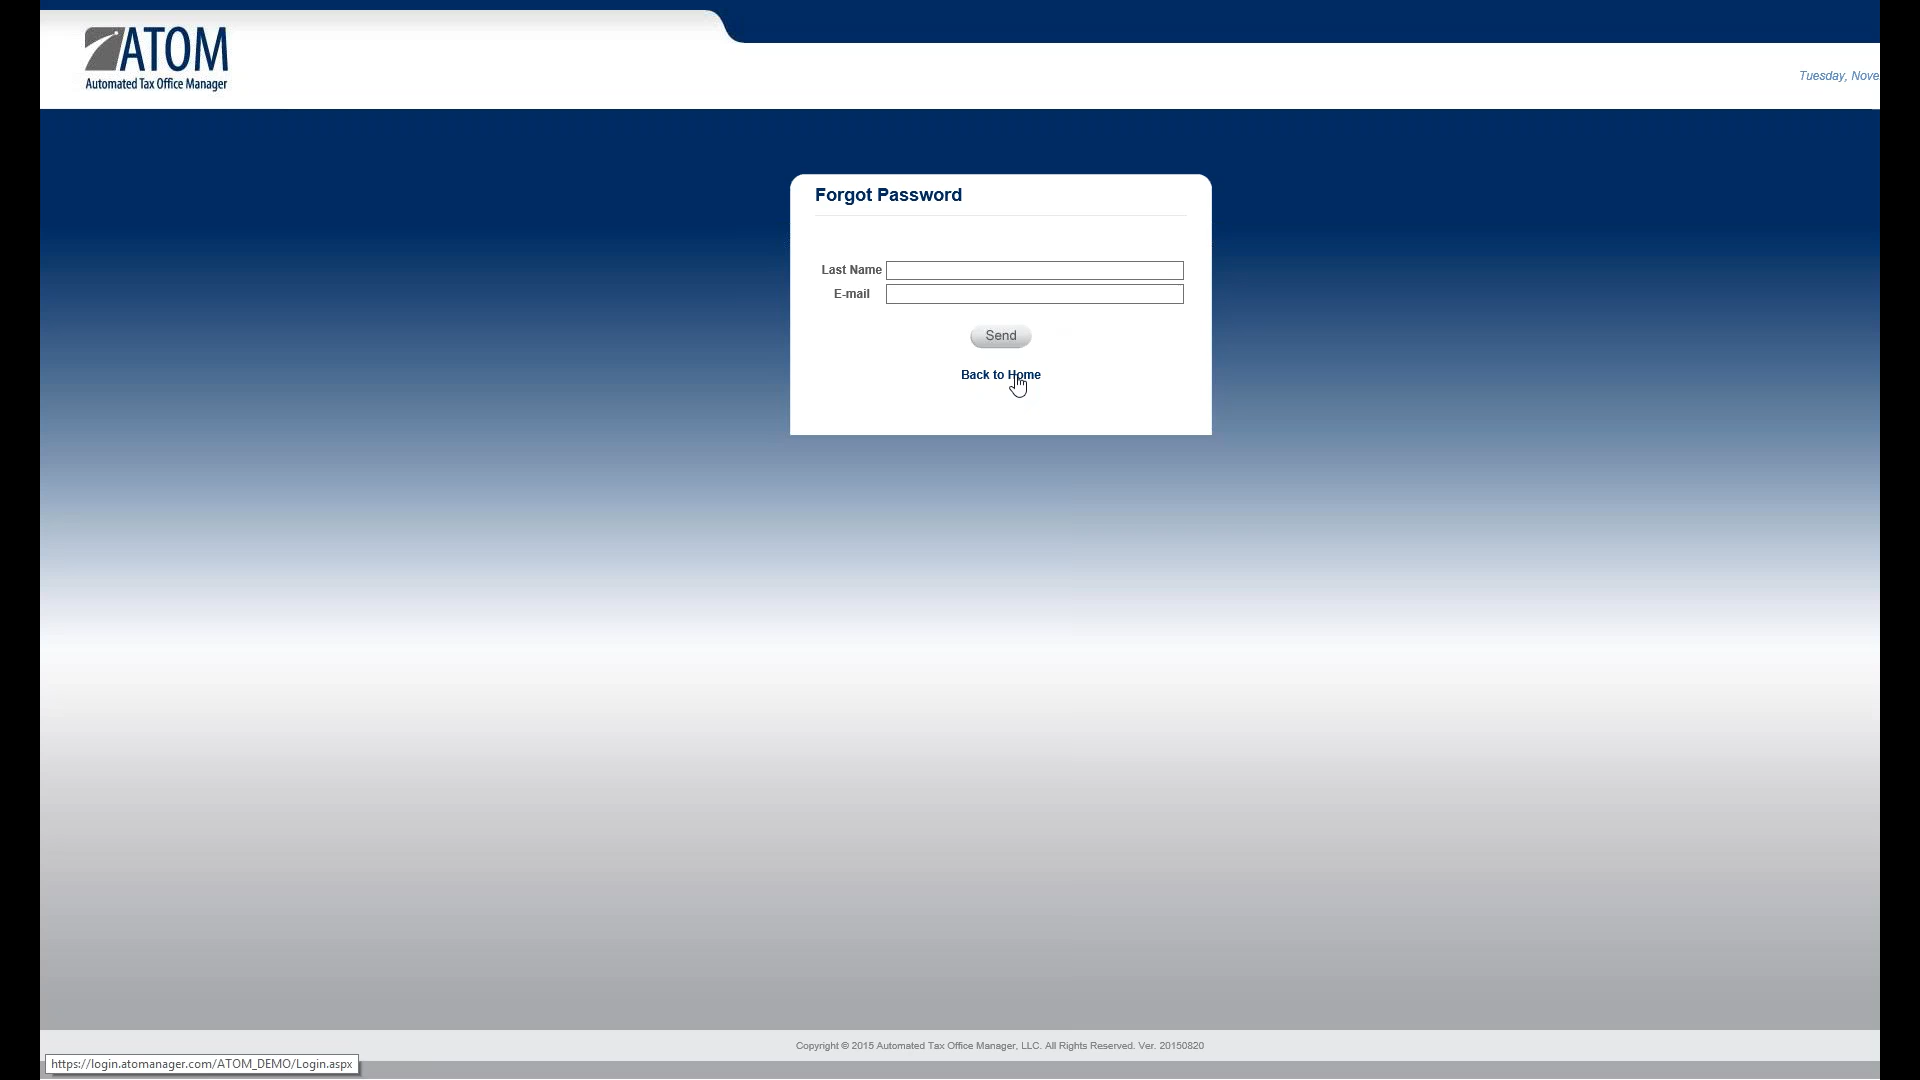 ATOM
Automated Tax Office Manager
Tuesday, Nove
Forgot Password
Last Name
E-mail
Send
Back to Home
Copyright © 2015 Automated Tax Office Manager, LLC. All Rights Reserved. Ver. 20150820
https://login.atomanager.com/ATOM_DEMO/Login.aspx